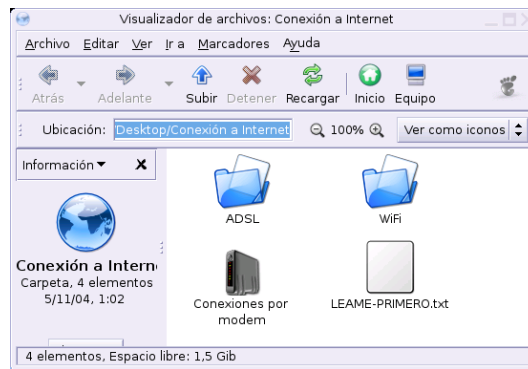 Visualizador de archivos: Conexión a Internet
Archivo Editar Ver Ir a Marcadores Ayuda
Atrás Adelante Subir Detener Recargar Inicio Equipo
Ubicación: Desktop/Conexión a Internet 100% Ver como iconos
Información
ADSL
WiFi
Conexión a Intern
Carpeta, 4 elementos
5/11/04, 1:02
Conexiones por
modem
LEAME-PRIMERO.txt
4 elementos, Espacio libre: 1,5 Gib